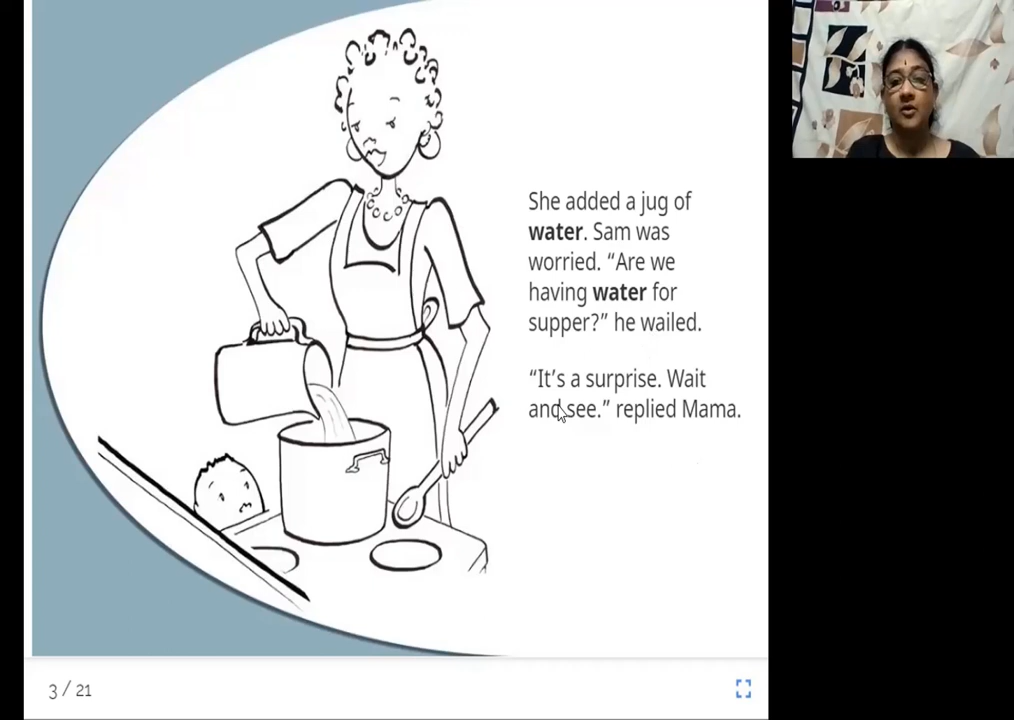 She added a jug of
water. Sam was
worried. “Are we
having water for
supper?” he wailed.
“It’s a surprise. Wait
and see.” replied Mama.
3 / 21